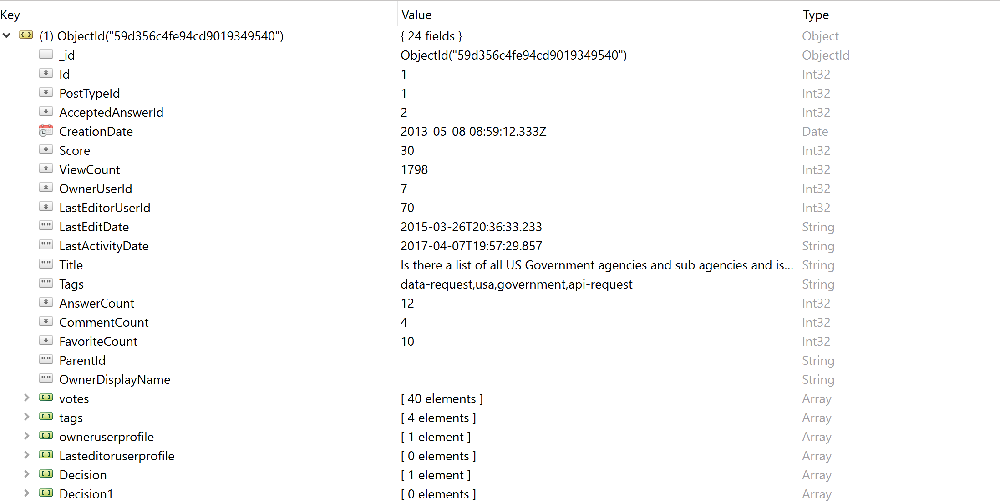 Key Value Type
(1) ObjectId("59d356c4fe94cd9019349540") { 24 fields } Object
_id ObjectId("59d356c4fe94cd9019349540") ObjectId
# Id 1 Int32
# PostTypeId 1 Int32
# AcceptedAnswerId 2 Int32
CreationDate 2013-05-08 08:59:12.333Z Date
# Score 30 Int32
# ViewCount 1798 Int32
# OwnerUserId 7 Int32
# LastEditorUserId 70 Int32
"" LastEditDate 2015-03-26T20:36:33.233 String
"" LastActivityDate 2017-04-07T19:57:29.857 String
"" Title Is there a list of all US Government agencies and sub agencies and is... String
"" Tags data-request,usa,government,api-request String
# AnswerCount 12 Int32
# CommentCount 4 Int32
# FavoriteCount 10 Int32
"" ParentId String
"" OwnerDisplayName String
votes [ 40 elements ] Array
tags [ 4 elements ] Array
owneruserprofile [ 1 element ] Array
Lasteditoruserprofile [ 0 elements ] Array
Decision [ 1 element ] Array
Decision1 [ 0 elements ] Array